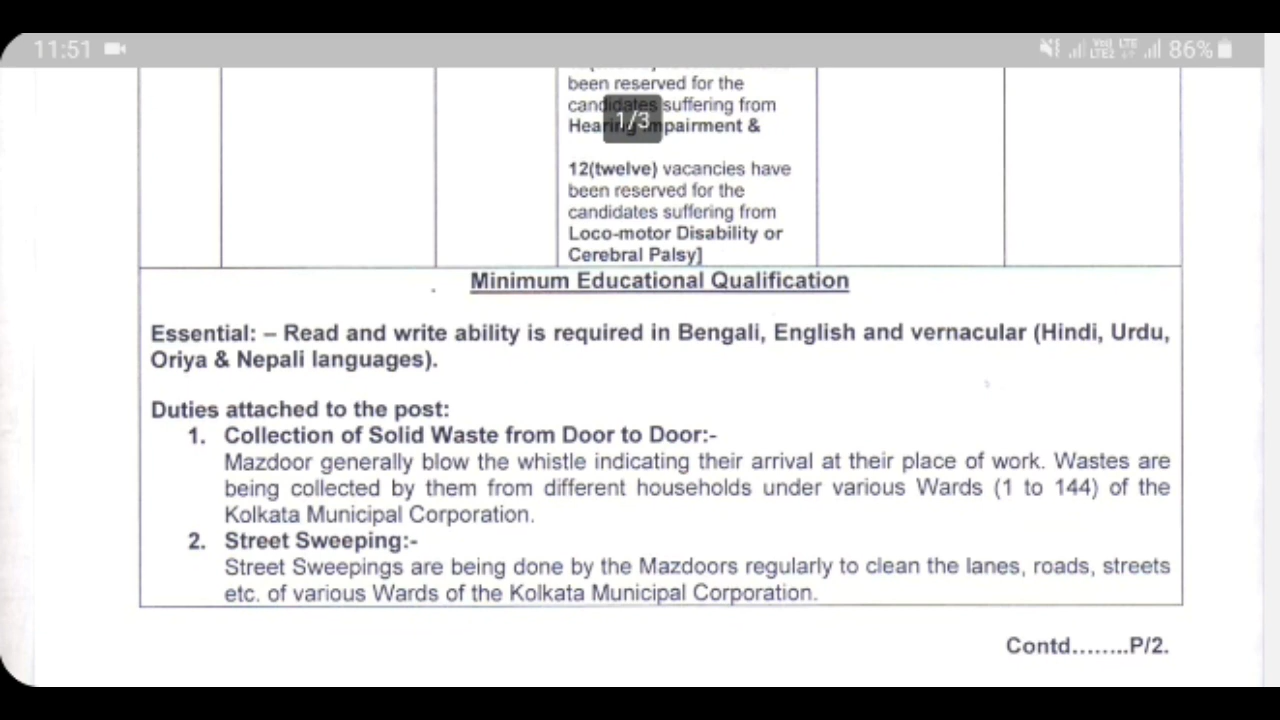 11:51
Vo) LTE
LTE2
86%
been reserved for the
candidates suffering from
1/3
Hearing Impairment &
12(twelve) vacancies have
been reserved for the
candidates suffering from
Loco-motor Disability or
Cerebral Palsy]
Minimum Educational Qualification
Essential: – Read and write ability is required in Bengali, English and vernacular (Hindi, Urdu,
Oriya & Nepali languages).
Duties attached to the post:
1. Collection of Solid Waste from Door to Door:-
Mazdoor generally blow the whistle indicating their arrival at their place of work. Wastes are
being collected by them from different households under various Wards (1 to 144) of the
Kolkata Municipal Corporation.
2. Street Sweeping:-
Street Sweepings are being done by the Mazdoors regularly to clean the lanes, roads, streets
etc. of various Wards of the Kolkata Municipal Corporation.
Contd........P/2.